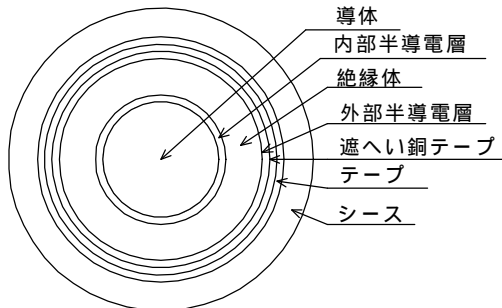 導体
内部半導電層
絶縁体
外部半導電層
遮へい銅テープ
テープ
シース